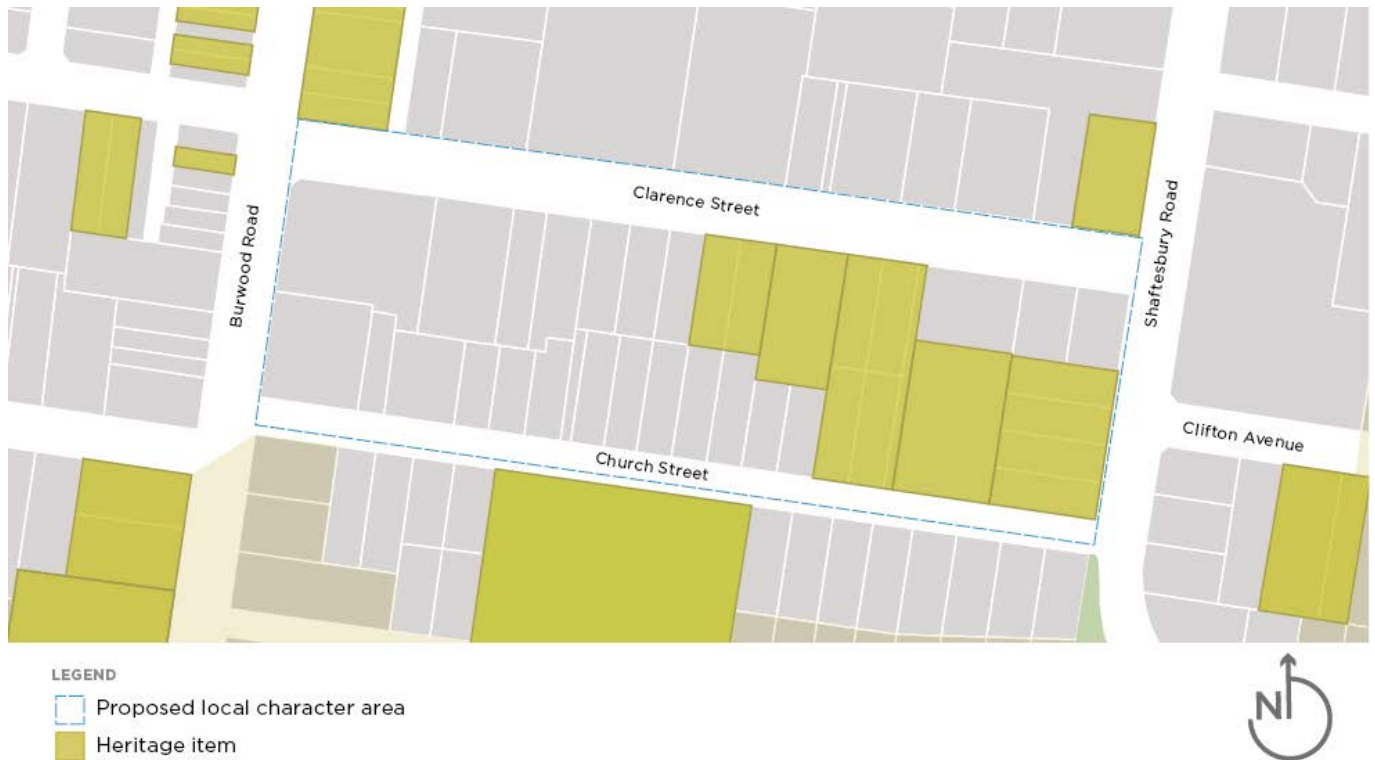 Clarence Street
Burwood Road
Shaftesbury Road
Clifton Avenue
Church Street
LEGEND
Proposed local character area
Heritage item
N